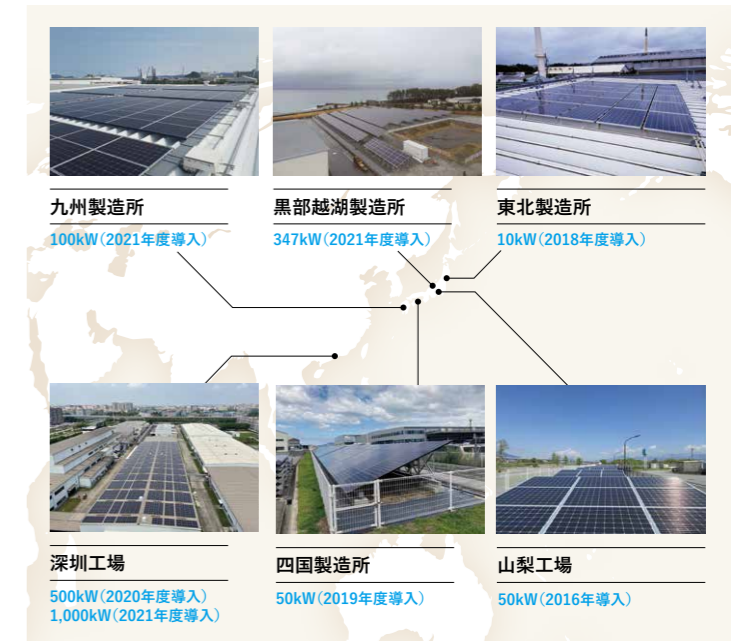 九州製造所
100kW(2021年度導入)
黒部越湖製造所
347kW(2021年度導入)
東北製造所
10kW(2018年度導入)
深圳工場
500kW(2020年度導入)
1,000kW(2021年度導入)
四国製造所
50kW(2019年度導入)
山梨工場
50kW(2016年導入)